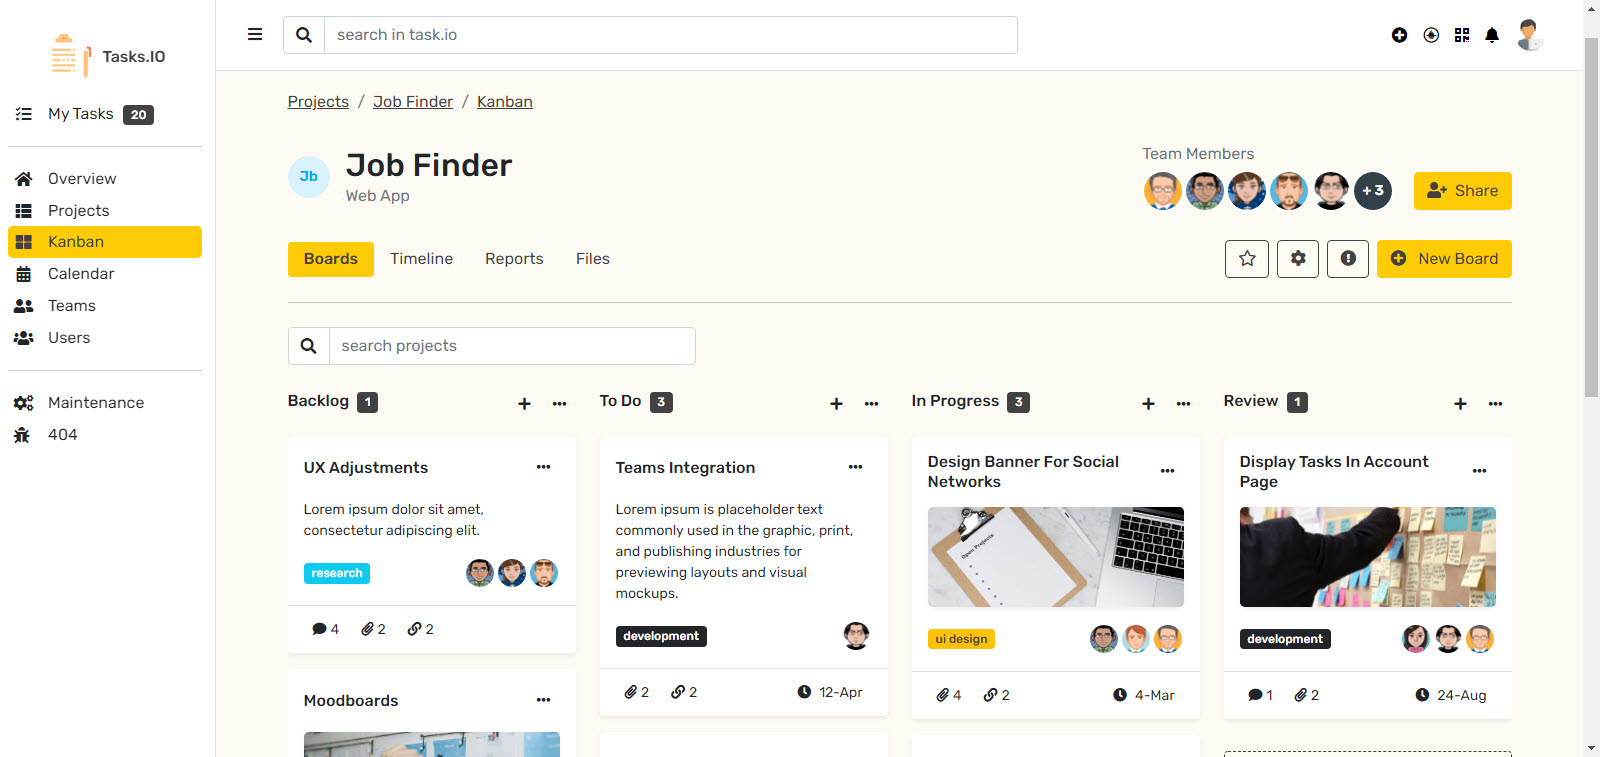 Tasks.IO
My Tasks 20
Overview
Projects
Kanban
Calendar
Teams
Users
Maintenance
404
search in task.io
Projects / Job Finder / Kanban
Jb
Job Finder
Web App
Team Members
+3
Share
Boards
Timeline
Reports
Files
New Board
search projects
Backlog 1
UX Adjustments
Lorem ipsum dolor sit amet,
consectetur adipiscing elit.
research
4 2 2
Moodboards
To Do 3
Teams Integration
Lorem ipsum is placeholder text
commonly used in the graphic, print,
and publishing industries for
previewing layouts and visual
mockups.
development
2 2 12-Apr
In Progress 3
Design Banner For Social
Networks
Open Projects
ui design
4 2 4-Mar
Review 1
Display Tasks In Account
Page
development
1 2 24-Aug